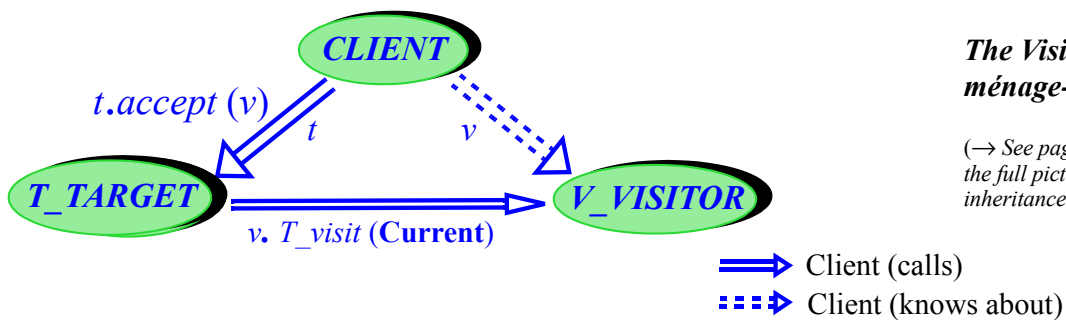 CLIENT
The Visi
ménage-
t.accept (v)
t
v
(→ See pag
the full pict
inheritance
T_TARGET
V_VISITOR
v. T_visit (Current)
Client (calls)
Client (knows about)